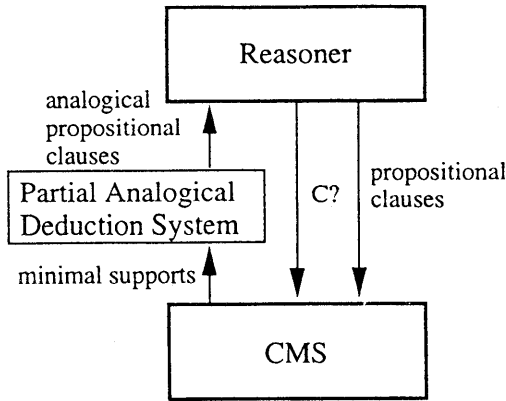 Reasoner
analogical
propositional
clauses
C?
propositional
clauses
Partial Analogical
Deduction System
minimal supports
CMS